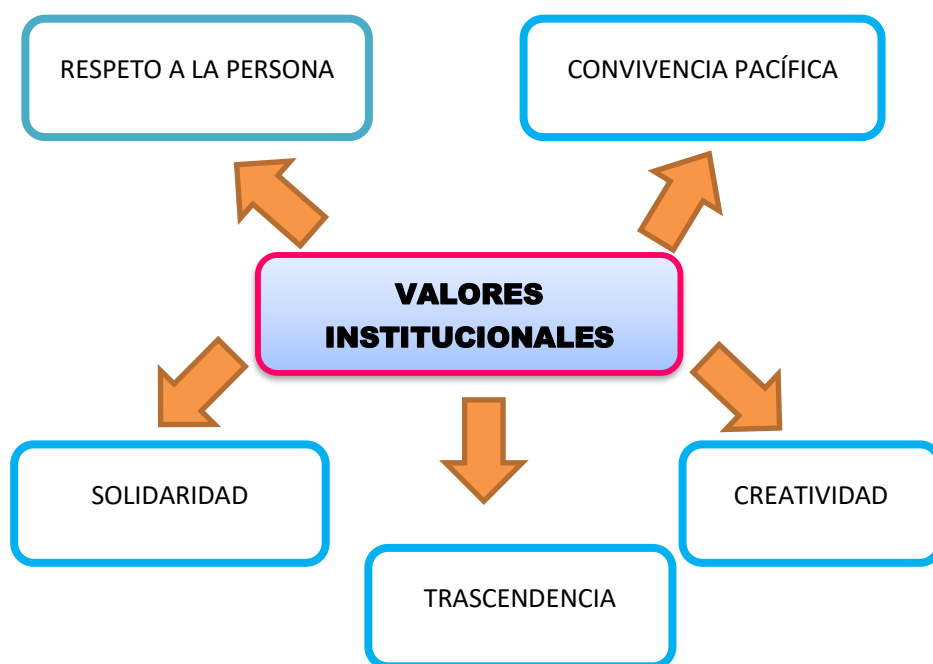 RESPETO A LA PERSONA
CONVIVENCIA PACÍFICA
VALORES
INSTITUCIONALES
SOLIDARIDAD
CREATIVIDAD
TRASCENDENCIA